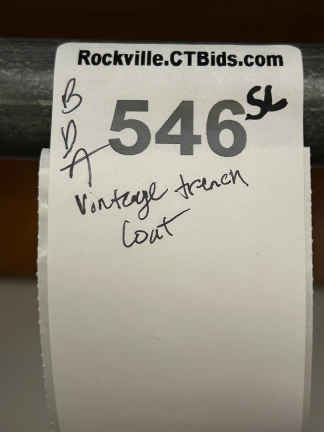 Rockville.CTBids.com
B
D
A
546 SL
Vintage trench
Coat